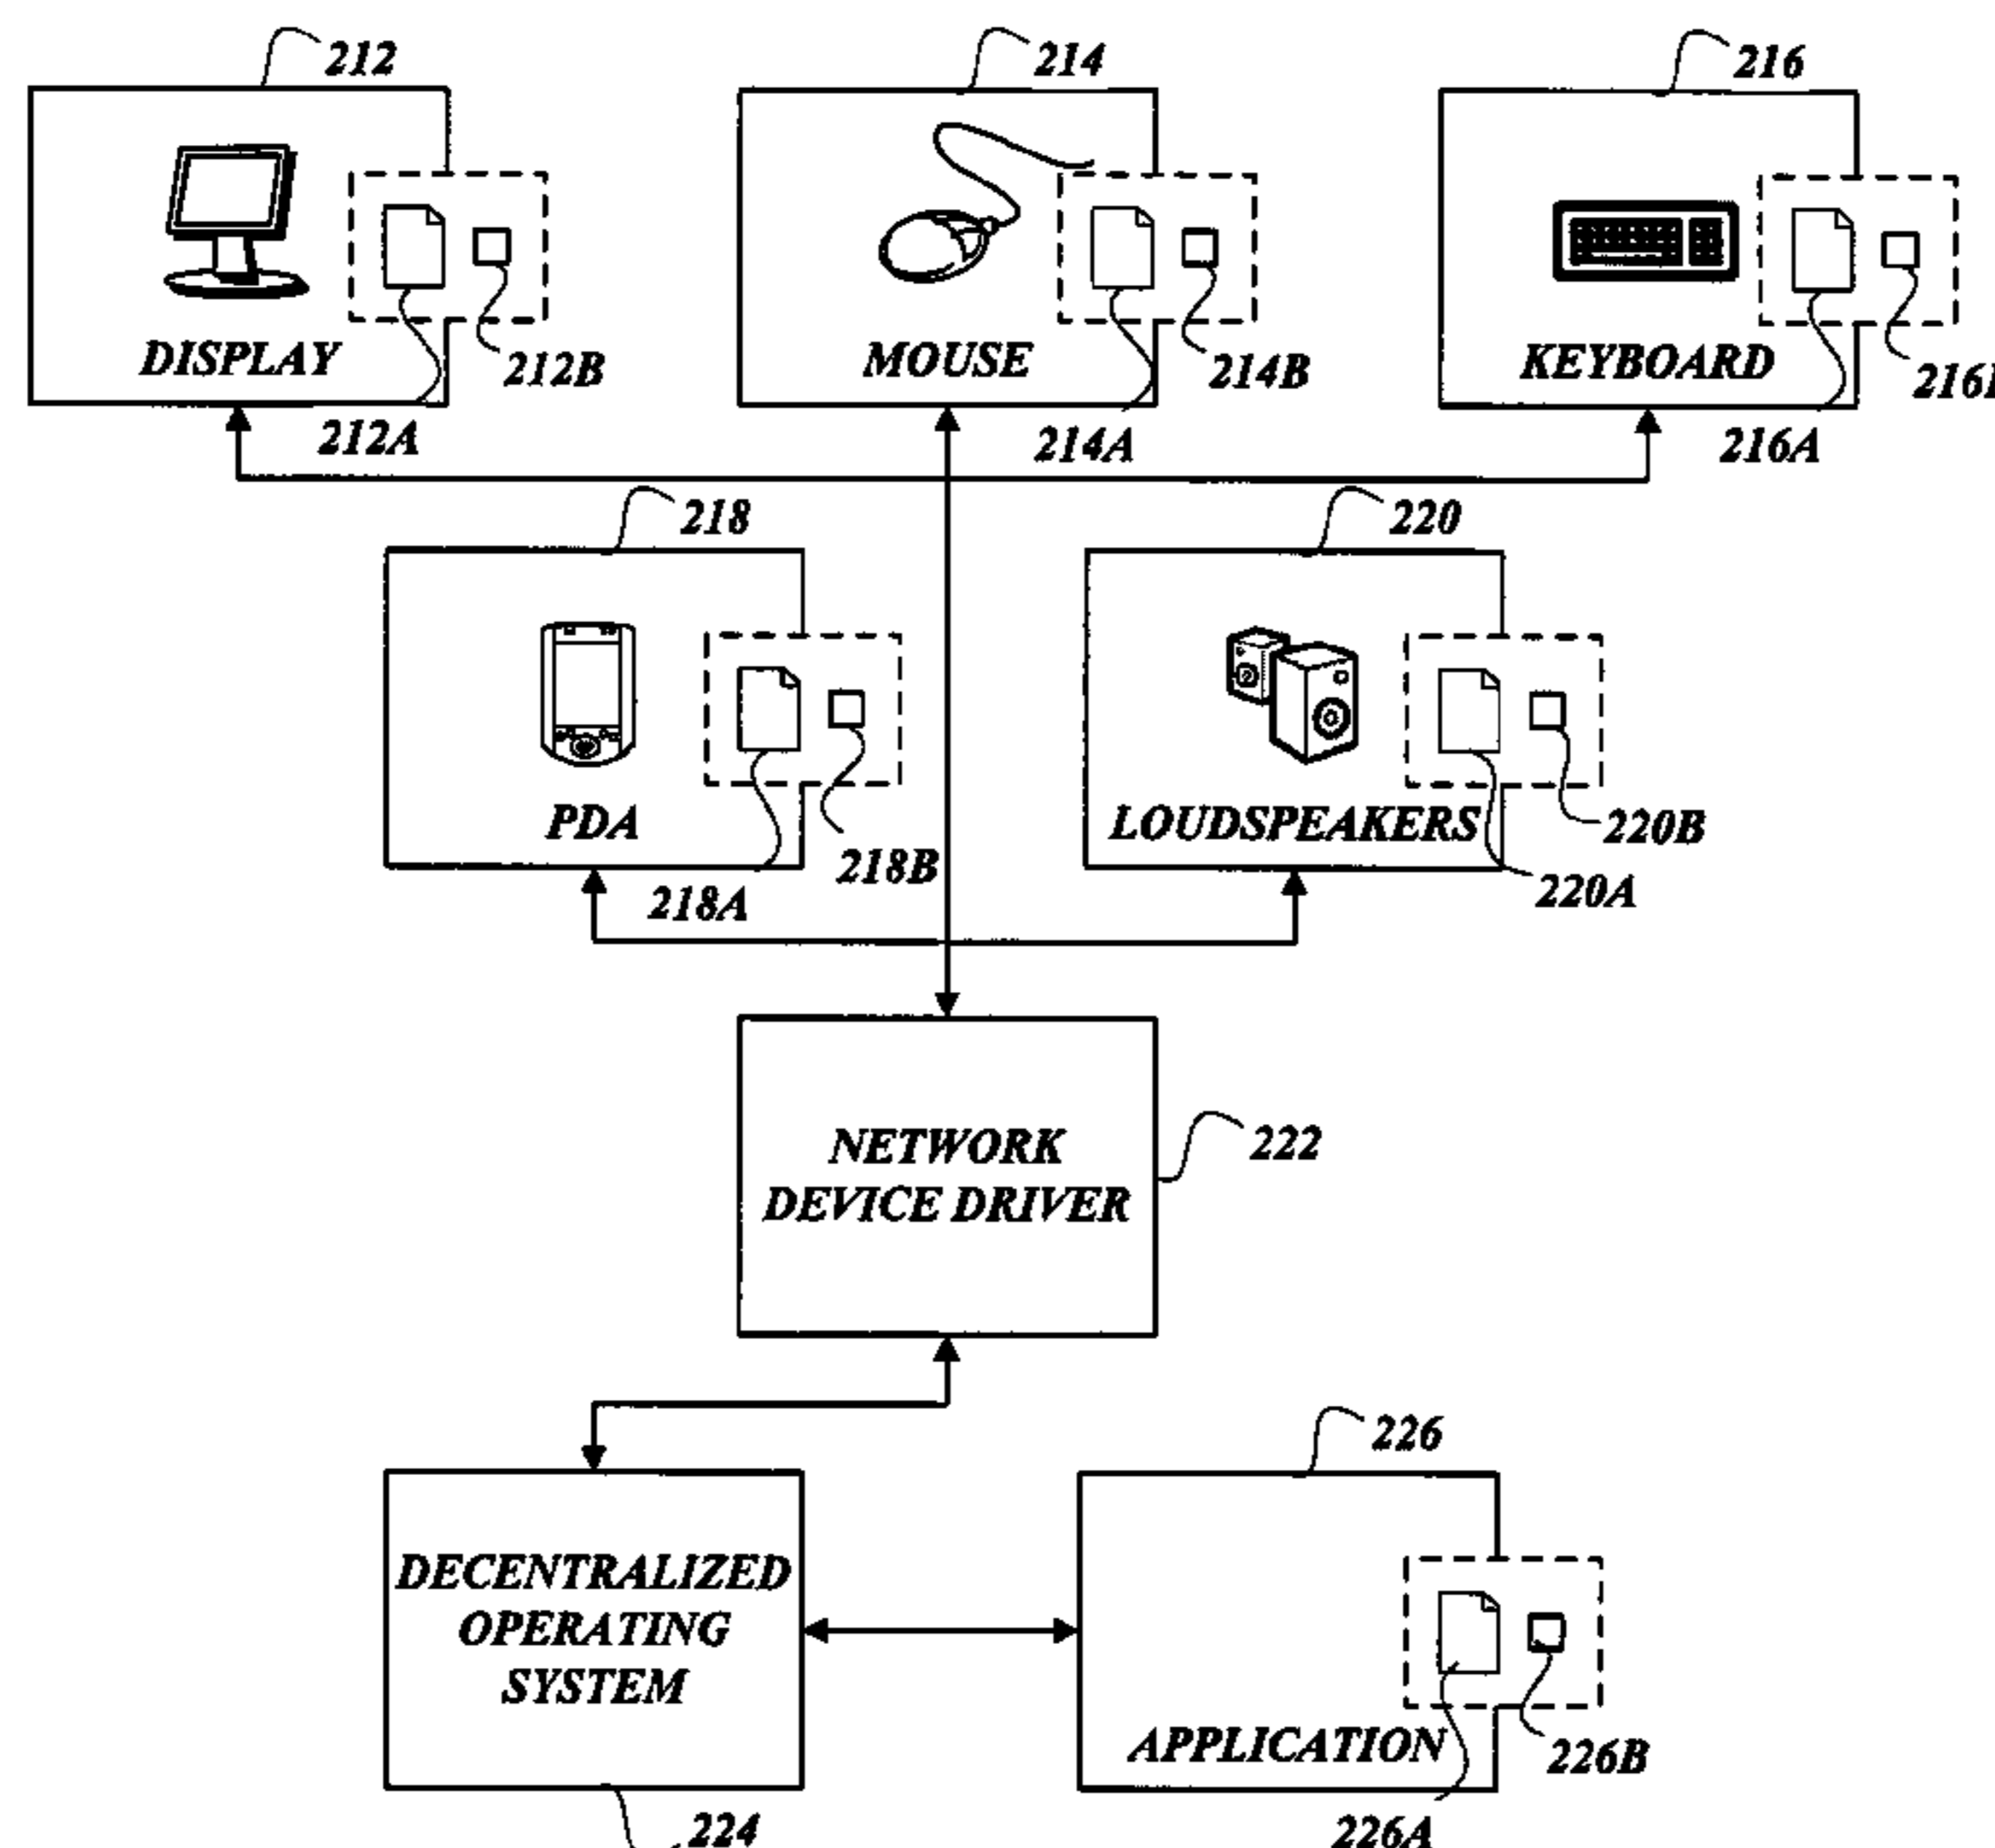 212
214
216
DISPLAY
212B
212A
MOUSE
214B
214A
KEYBOARD
216A
218
220
PDA
218B
218A
LOUDSPEAKERS
220B
220A
NETWORK
DEVICE DRIVER
222
226
DECENTRALIZED
OPERATING
SYSTEM
APPLICATION
226B
224
226A